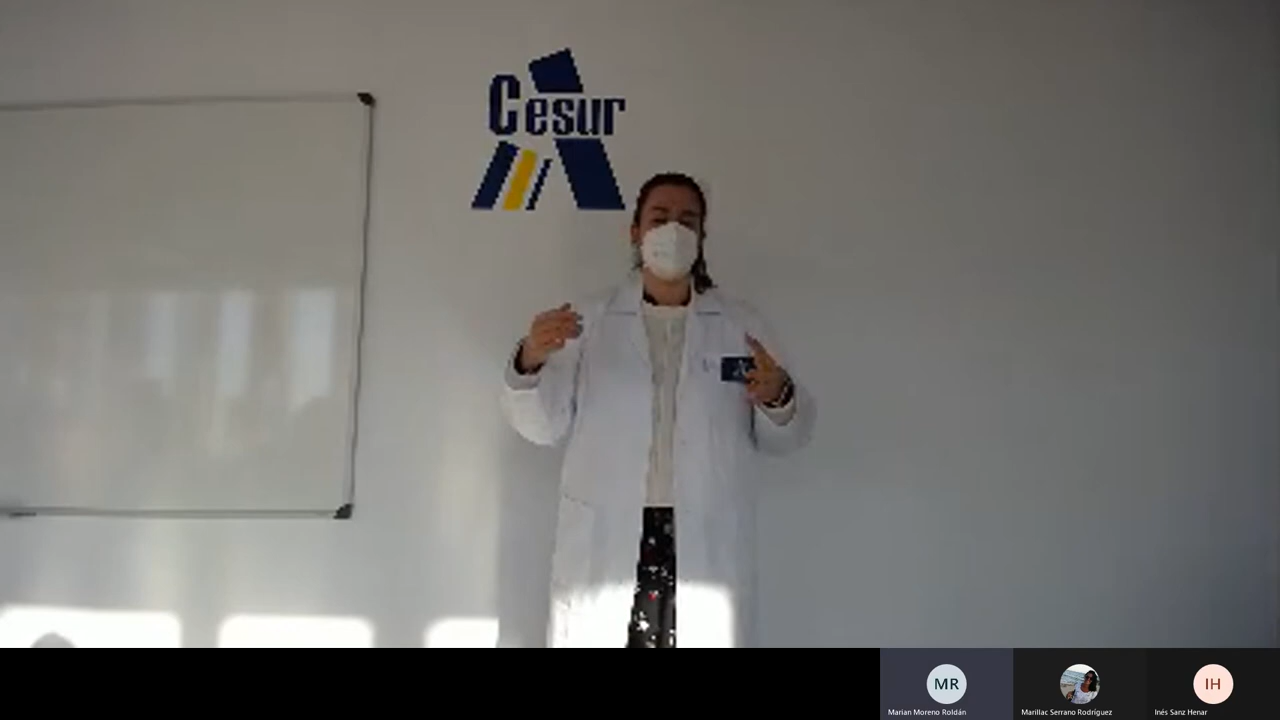 Cesur
MR
IH
Marian Moreno Roldán
Marillac Serrano Rodríguez
Inés Sanz Henar